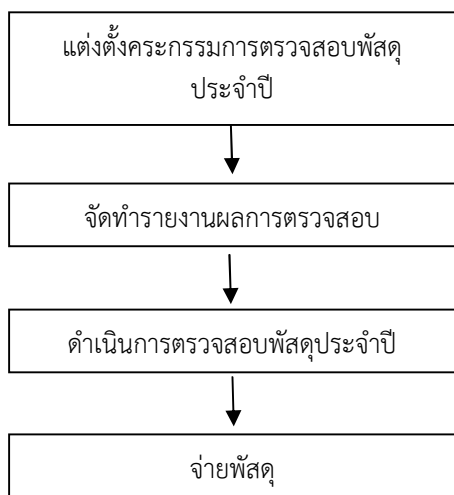 แต่งตั้งคระกรรมการตรวจสอบพัสดุ
ประจำปี
จัดทำรายงานผลการตรวจสอบ
ดำเนินการตรวจสอบพัสดุประจำปี
จ่ายพัสดุ